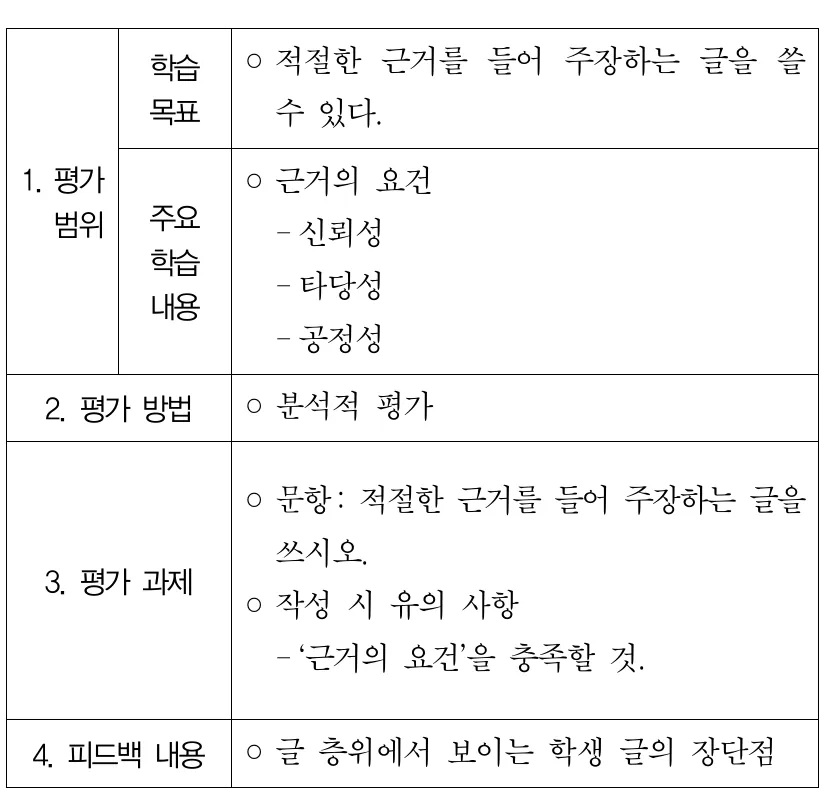 1. 평가
범위
학습
목표
○ 적절한 근거를 들어 주장하는 글을 쓸
수 있다.
주요
학습
내용
○ 근거의 요건
- 신뢰성
- 타당성
- 공정성
2. 평가 방법
○ 분석적 평가
3. 평가 과제
○ 문항: 적절한 근거를 들어 주장하는 글을
쓰시오.
○ 작성 시 유의 사항
- ‘근거의 요건’을 충족할 것.
4. 피드백 내용
○ 글 층위에서 보이는 학생 글의 장단점